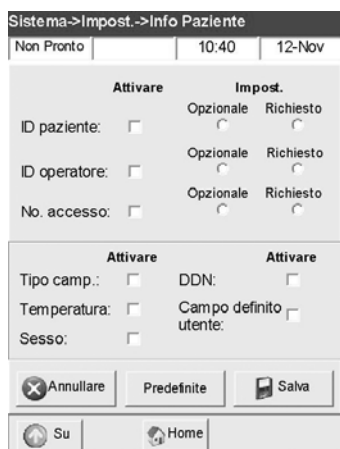 Sistema->Impost.->Info Paziente
Non Pronto 10:40 12-Nov
Attivare Impost.
Opzionale Richiesto
ID paziente:
Opzionale Richiesto
ID operatore:
Opzionale Richiesto
No. accesso:
Attivare Attivare
Tipo camp.: DDN:
Temperatura: Campo definito
utente:
Sesso:
Annullare Predefinite Salva
Su Home